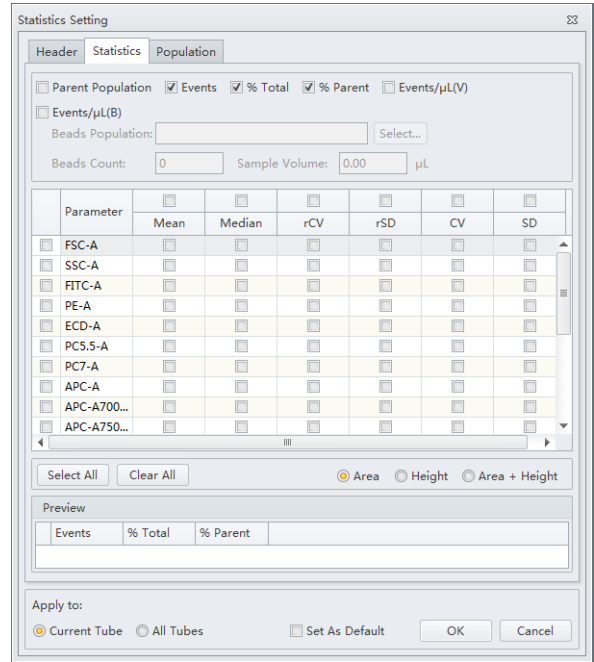 Statistics Setting
Header Statistics Population
Parent Population Events % Total % Parent Events/µL(V)
Events/µL(B)
Beads Population: Select...
Beads Count: 0 Sample Volume: 0.00 µL
Parameter
Mean Median rCV rSD CV SD
FSC-A
SSC-A
FITC-A
PE-A
ECD-A
PC5.5-A
PC7-A
APC-A
APC-A700...
APC-A750...
Select All Clear All Area Height Area + Height
Preview
Events % Total % Parent
Apply to:
Current Tube All Tubes Set As Default OK Cancel